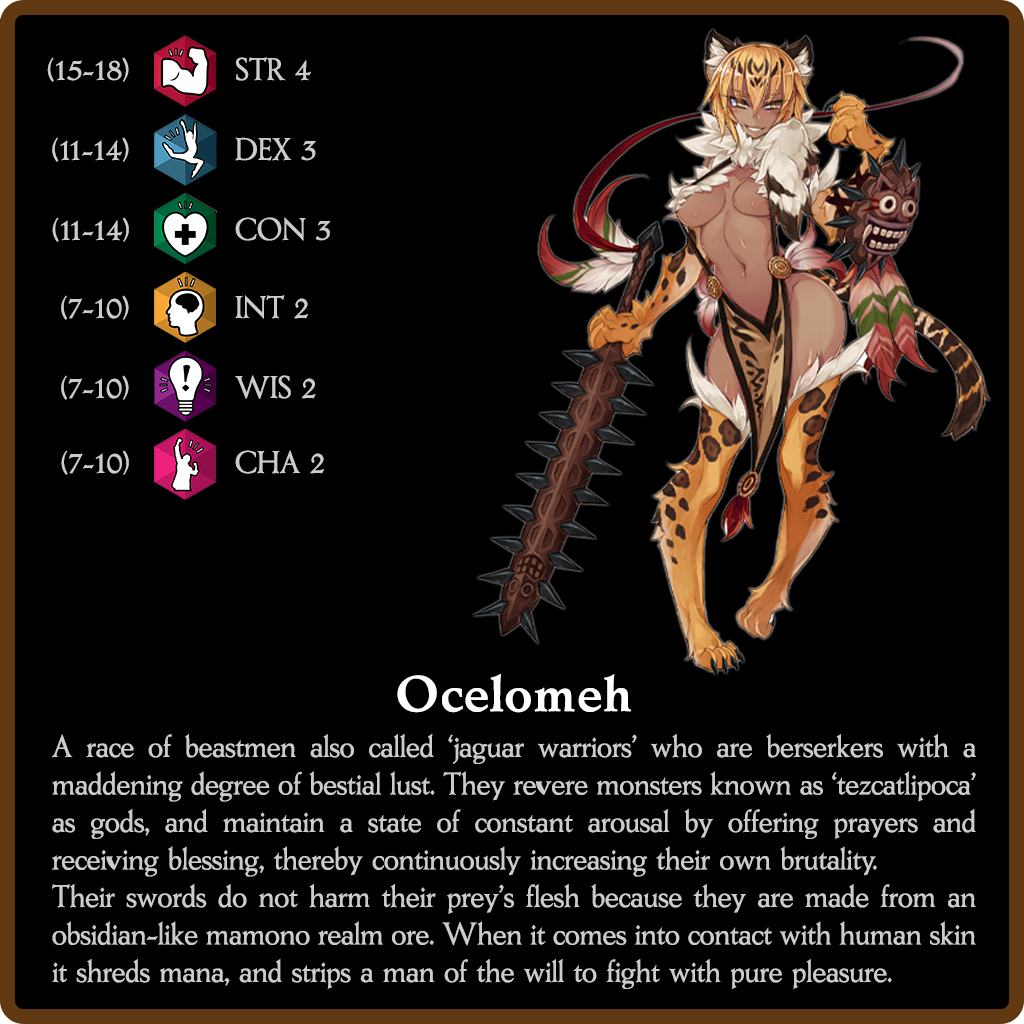 (15-18) STR 4
(11-14) DEX 3
(11-14) CON 3
(7-10) INT 2
(7-10) WIS 2
(7-10) CHA 2
Ocelomeh
A race of beastmen also called ‘jaguar warriors’ who are berserkers with a
maddening degree of bestial lust. They revere monsters known as ‘tezcatlipoca’
as gods, and maintain a state of constant arousal by offering prayers and
receiving blessing, thereby continuously increasing their own brutality.
Their swords do not harm their prey’s flesh because they are made from an
obsidian-like mamono realm ore. When it comes into contact with human skin
it shreds mana, and strips a man of the will to fight with pure pleasure.